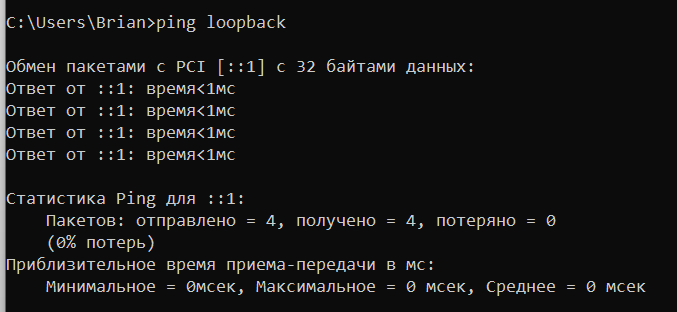 C:\Users\Brian>ping loopback
Обмен пакетами с PCI [::1] с 32 байтами данных:
Ответ от ::1: время<1мс
Ответ от ::1: время<1мс
Ответ от ::1: время<1мс
Ответ от ::1: время<1мс
Статистика Ping для ::1:
Пакетов: отправлено = 4, получено = 4, потеряно = 0
(0% потерь)
Приблизительное время приема-передачи в мс:
Минимальное = 0мсек, Максимальное = 0 мсек, Среднее = 0 мсек